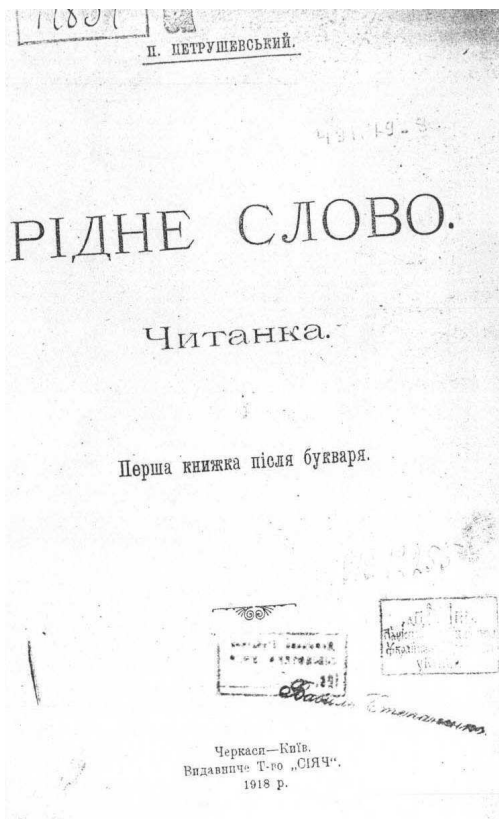 П. ПЕТРУШЕВСЬКИЙ.
РІДНЕ СЛОВО.
Читанка.
Перша книжка після букваря.
Черкаси—Київ.
Видавниче Т-во „СІЯЧ“.
1918 р.